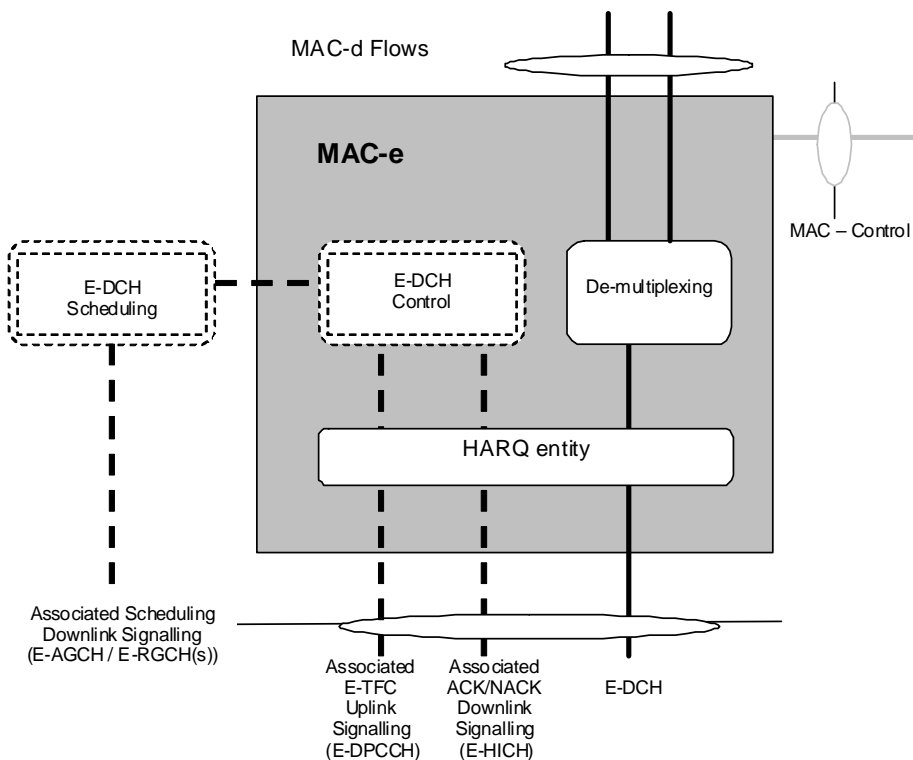 MAC-d Flows
MAC-e
MAC – Control
E-DCH
Scheduling
E-DCH
Control
De-multiplexing
HARQ entity
Associated Scheduling
Downlink Signalling
(E-AGCH / E-RGCH(s))
Associated
E-TFC
Uplink
Signalling
(E-DPCCH)
Associated
ACK/NACK
Downlink
Signalling
(E-HICH)
E-DCH